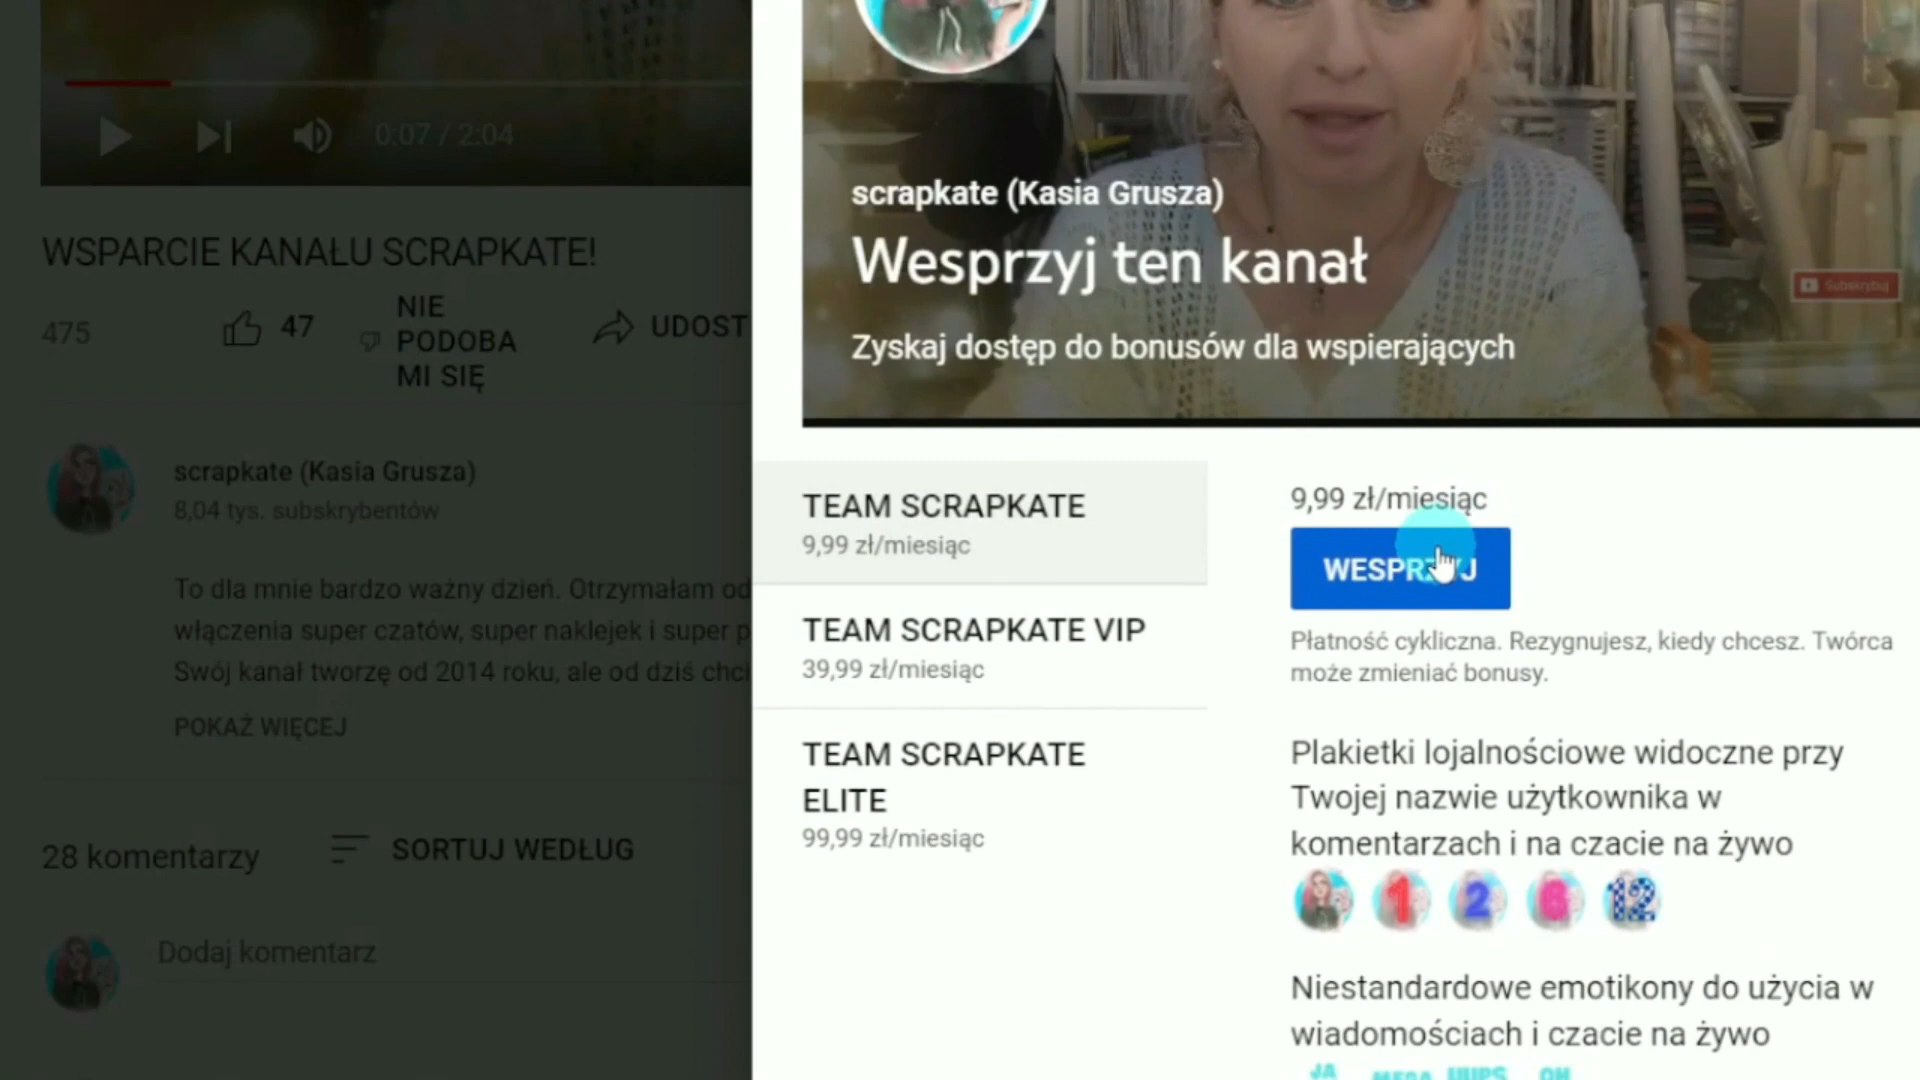 0:07 / 2:04
WSPARCIE KANAŁU SCRAPKATE!
475
47
NIE
PODOBA
MI SIĘ
UDOST
scrapkate (Kasia Grusza)
8,04 tys. subskrybentów
To dla mnie bardzo ważny dzień. Otrzymałam od
włączenia super czatów, super naklejek i super p
Swój kanał tworzę od 2014 roku, ale od dziś chci
POKAŻ WIĘCEJ
28 komentarzy
SORTUJ WEDŁUG
Dodaj komentarz
scrapkate (Kasia Grusza)
Wesprzyj ten kanał
Zyskaj dostęp do bonusów dla wspierających
Subskrybuj
TEAM SCRAPKATE
9,99 zł/miesiąc
TEAM SCRAPKATE VIP
39,99 zł/miesiąc
TEAM SCRAPKATE
ELITE
99,99 zł/miesiąc
9,99 zł/miesiąc
WESPRZYJ
Płatność cykliczna. Rezygnujesz, kiedy chcesz. Twórca
może zmieniać bonusy.
Plakietki lojalnościowe widoczne przy
Twojej nazwie użytkownika w
komentarzach i na czacie na żywo
1 2 6 12
Niestandardowe emotikony do użycia w
wiadomościach i czacie na żywo